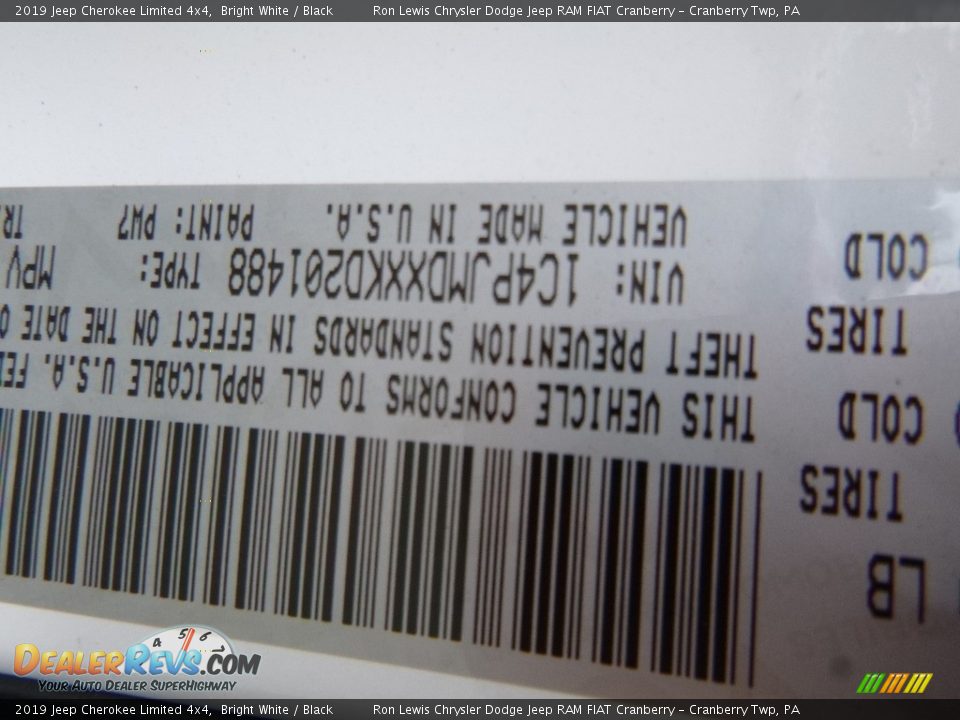 2019 Jeep Cherokee Limited 4x4, Bright White / Black Ron Lewis Chrysler Dodge Jeep RAM FIAT Cranberry – Cranberry Twp, PA
LB
TIRES
COLD
TIRES
COLD
THIS VEHICLE CONFORMS TO ALL APPLICABLE U.S.A.
THEFT PREVENTION STANDARDS IN EFFECT ON THE DATE
VIN: 1C4PJMDXXKD201488 TYPE: MPV
VEHICLE MADE IN U.S.A. PAINT: PW7
4 5 6
DEALERREVS.COM
YOUR AUTO DEALER SUPERHIGHWAY
2019 Jeep Cherokee Limited 4x4, Bright White / Black Ron Lewis Chrysler Dodge Jeep RAM FIAT Cranberry – Cranberry Twp, PA